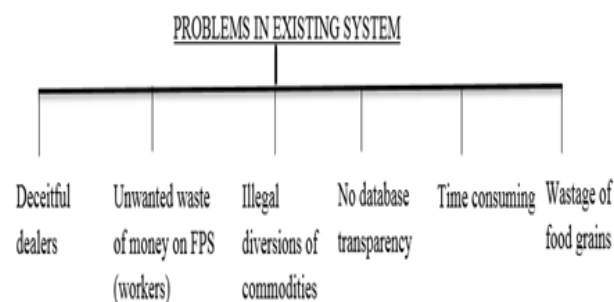 PROBLEMS IN EXISTING SYSTEM
Deceitful
dealers
Unwanted waste
of money on FPS
(workers)
Illegal
diversions of
commodities
No database
transparency
Time consuming
Wastage of
food grains